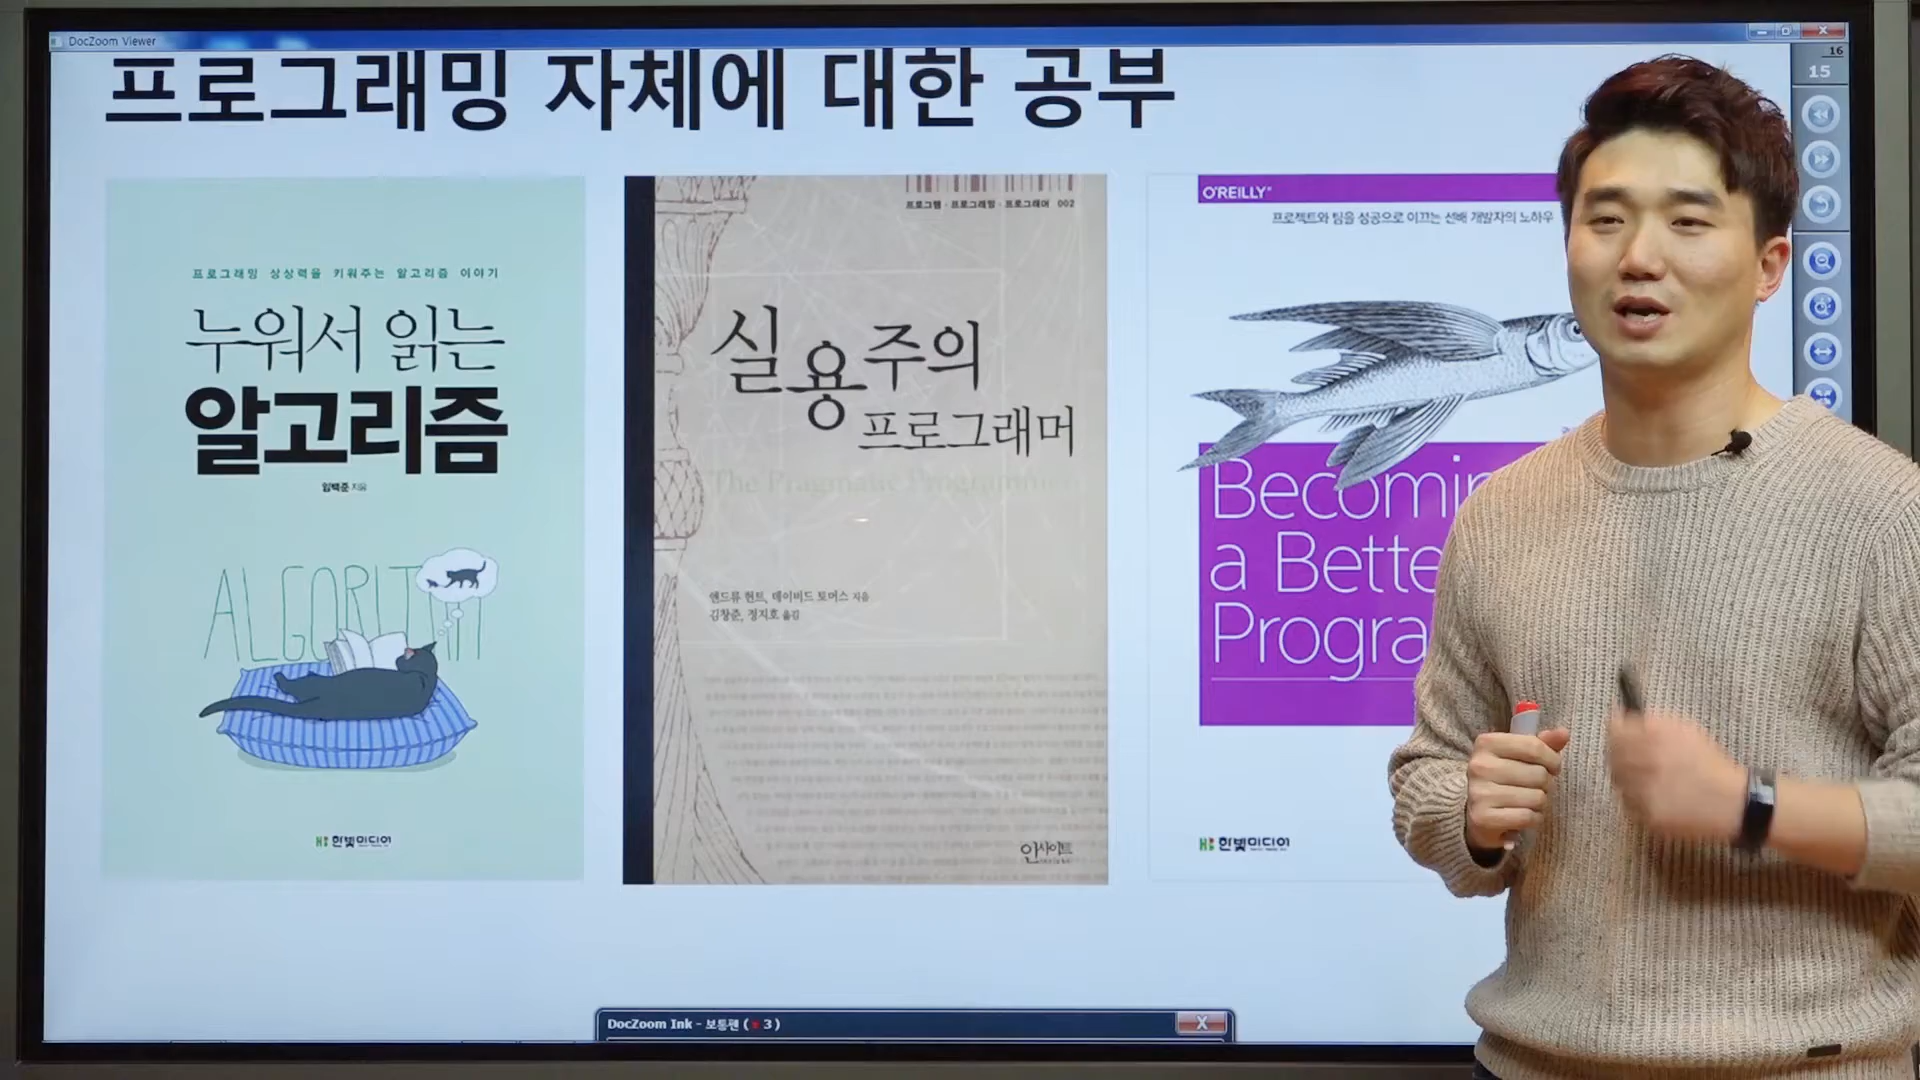 DocZoom Viewer
16
15
프로그래밍 자체에 대한 공부
프로그래밍 상상력을 키워주는 알고리즘 이야기
누워서 읽는
알고리즘
임백준 지음
ALGORITHM
한빛미디어
프로그램·프로그래밍·프로그래머 002
실용주의
프로그래머
The Pragmatic Programmer
앤드류 헌트, 데이비드 토머스 지음
김창준, 정지호 옮김
인사이트
O'REILLY
프로젝트와 팀을 성공으로 이끄는 선배 개발자의 노하우
Becomin
a Bette
Progra
한빛미디어
DocZoom Ink - 보통펜 ( 3 )